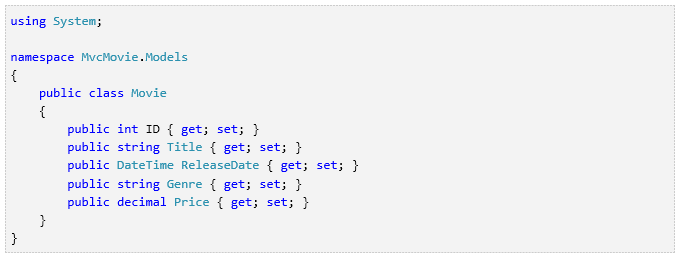 using System;

namespace MvcMovie.Models
{
    public class Movie
    {
        public int ID { get; set; }
        public string Title { get; set; }
        public DateTime ReleaseDate { get; set; }
        public string Genre { get; set; }
        public decimal Price { get; set; }
    }
}